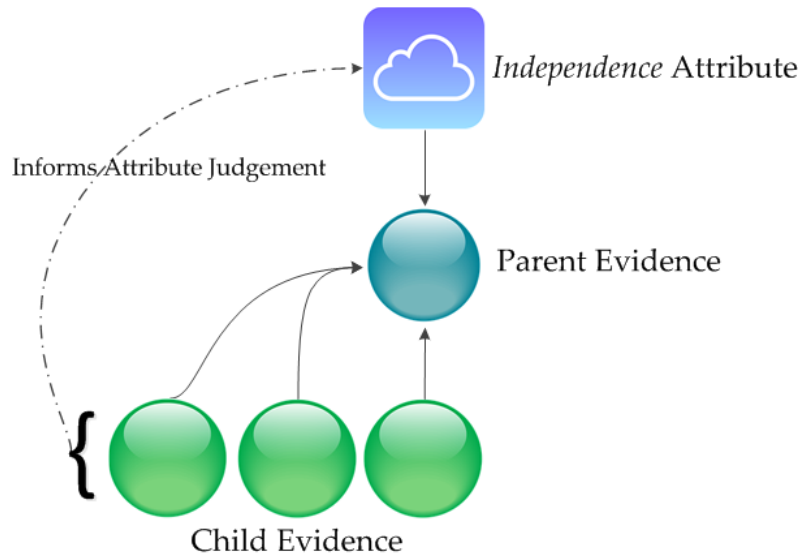 Independence Attribute
Informs Attribute Judgement
Parent Evidence
{
Child Evidence